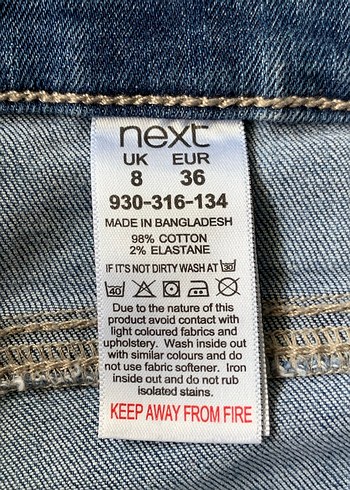 next
UK EUR
8 36
930-316-134
MADE IN BANGLADESH
98% COTTON
2% ELASTANE
IF IT'S NOT DIRTY WASH AT 30
40
Due to the nature of this
product avoid contact with
light coloured fabrics and
upholstery. Wash inside out
with similar colours and do
not use fabric softener. Iron
inside out and do not rub
isolated stains.
KEEP AWAY FROM FIRE